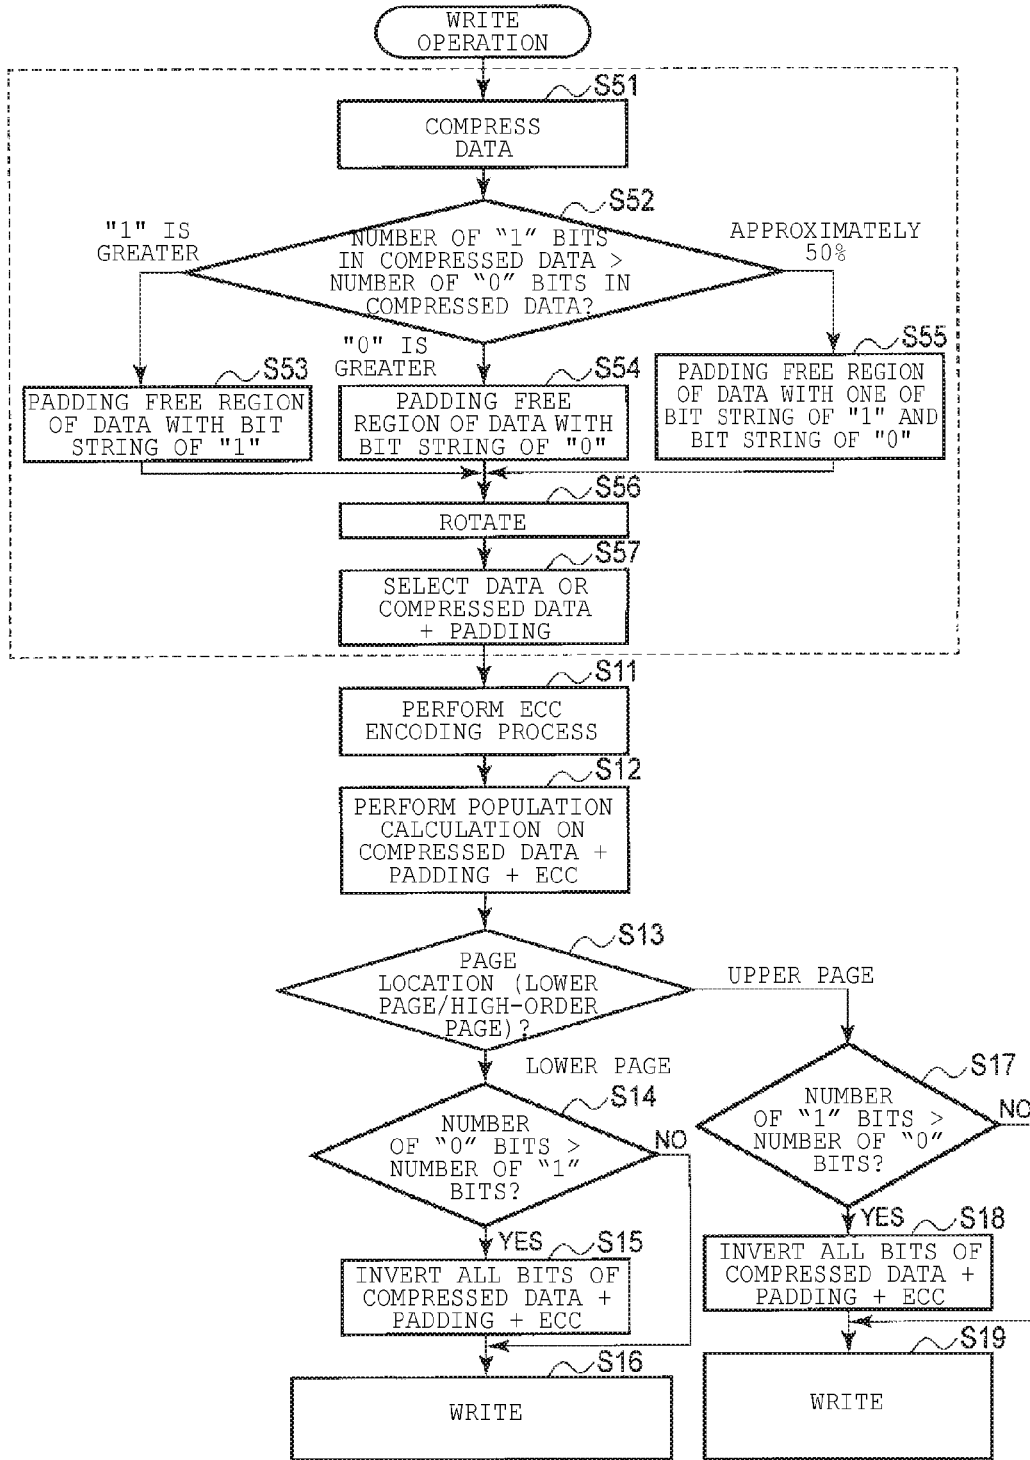 WRITE
OPERATION
S51
COMPRESS
DATA
S52
"1" IS
GREATER
NUMBER OF "1" BITS
IN COMPRESSED DATA >
NUMBER OF "0" BITS IN
COMPRESSED DATA?
APPROXIMATELY
50%
"0" IS
GREATER
S53
PADDING FREE REGION
OF DATA WITH BIT
STRING OF "1"
S54
PADDING FREE
REGION OF DATA WITH
BIT STRING OF "0"
S55
PADDING FREE REGION
OF DATA WITH ONE OF
BIT STRING OF "1" AND
BIT STRING OF "0"
S56
ROTATE
S57
SELECT DATA OR
COMPRESSED DATA
+ PADDING
S11
PERFORM ECC
ENCODING PROCESS
S12
PERFORM POPULATION
CALCULATION ON
COMPRESSED DATA +
PADDING + ECC
S13
PAGE
LOCATION (LOWER
PAGE/HIGH-ORDER
PAGE)?
UPPER PAGE
LOWER PAGE
S14
NUMBER
OF "0" BITS >
NUMBER OF "1"
BITS?
NO
YES
S15
INVERT ALL BITS OF
COMPRESSED DATA +
PADDING + ECC
S16
WRITE
S17
NUMBER
OF "1" BITS >
NUMBER OF "0"
BITS?
NO
YES
S18
INVERT ALL BITS OF
COMPRESSED DATA +
PADDING + ECC
S19
WRITE